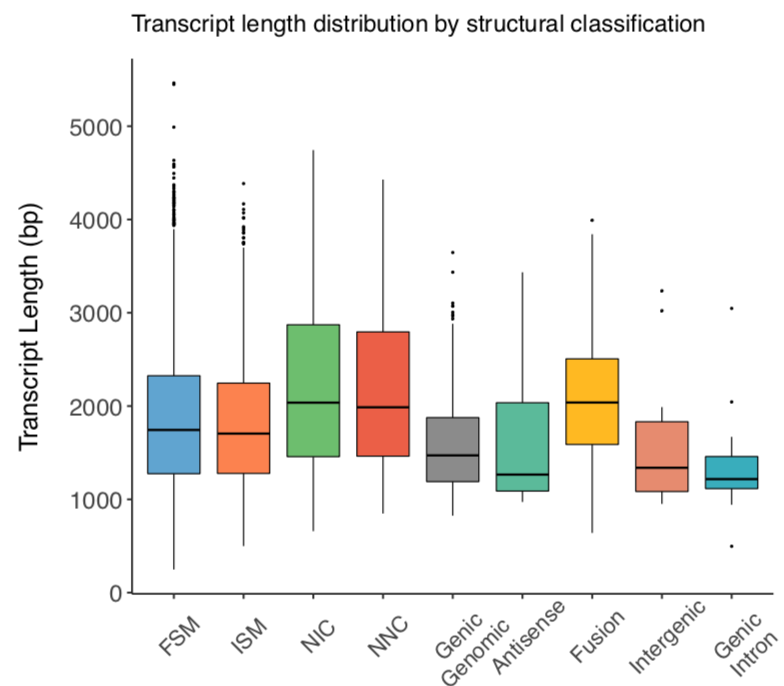 Transcript length distribution by structural classification
Transcript Length (bp)
5000
4000
3000
2000
1000
0
FSM
ISM
NIC
NNC
Genic
Genomic
Antisense
Fusion
Intergenic
Genic
Intron